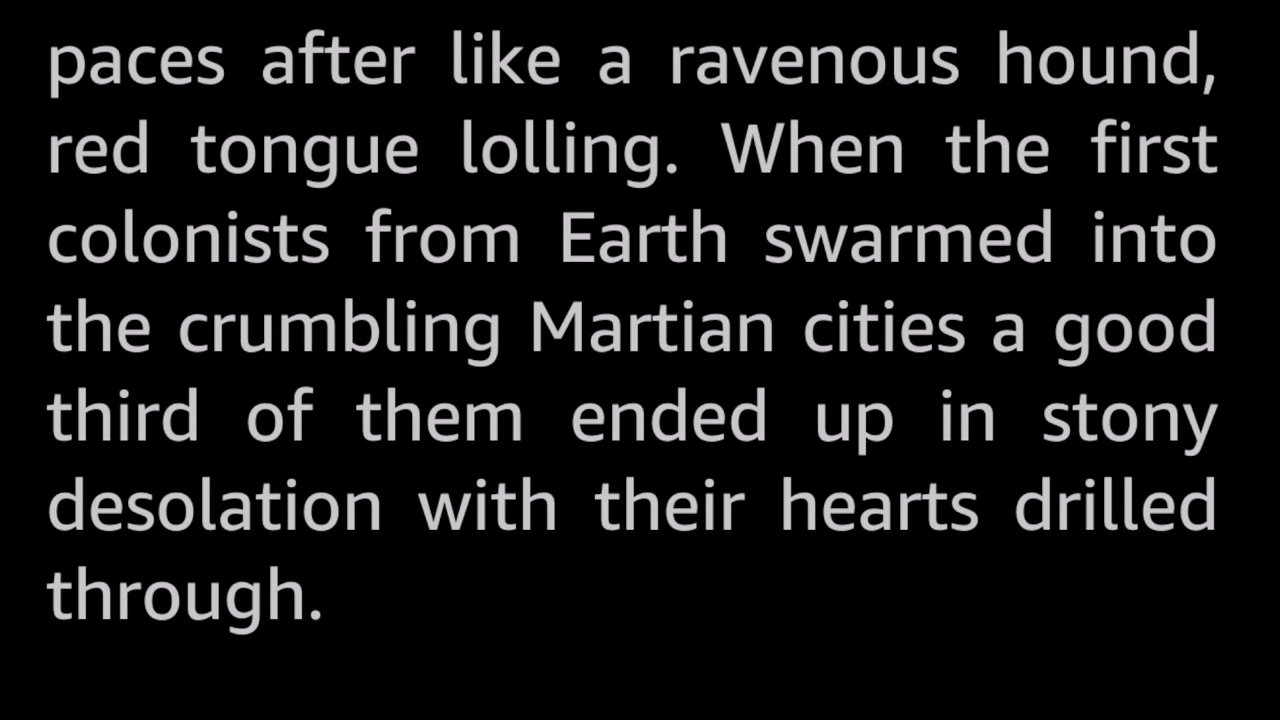 paces after like a ravenous hound,
red tongue lolling. When the first
colonists from Earth swarmed into
the crumbling Martian cities a good
third of them ended up in stony
desolation with their hearts drilled
through.